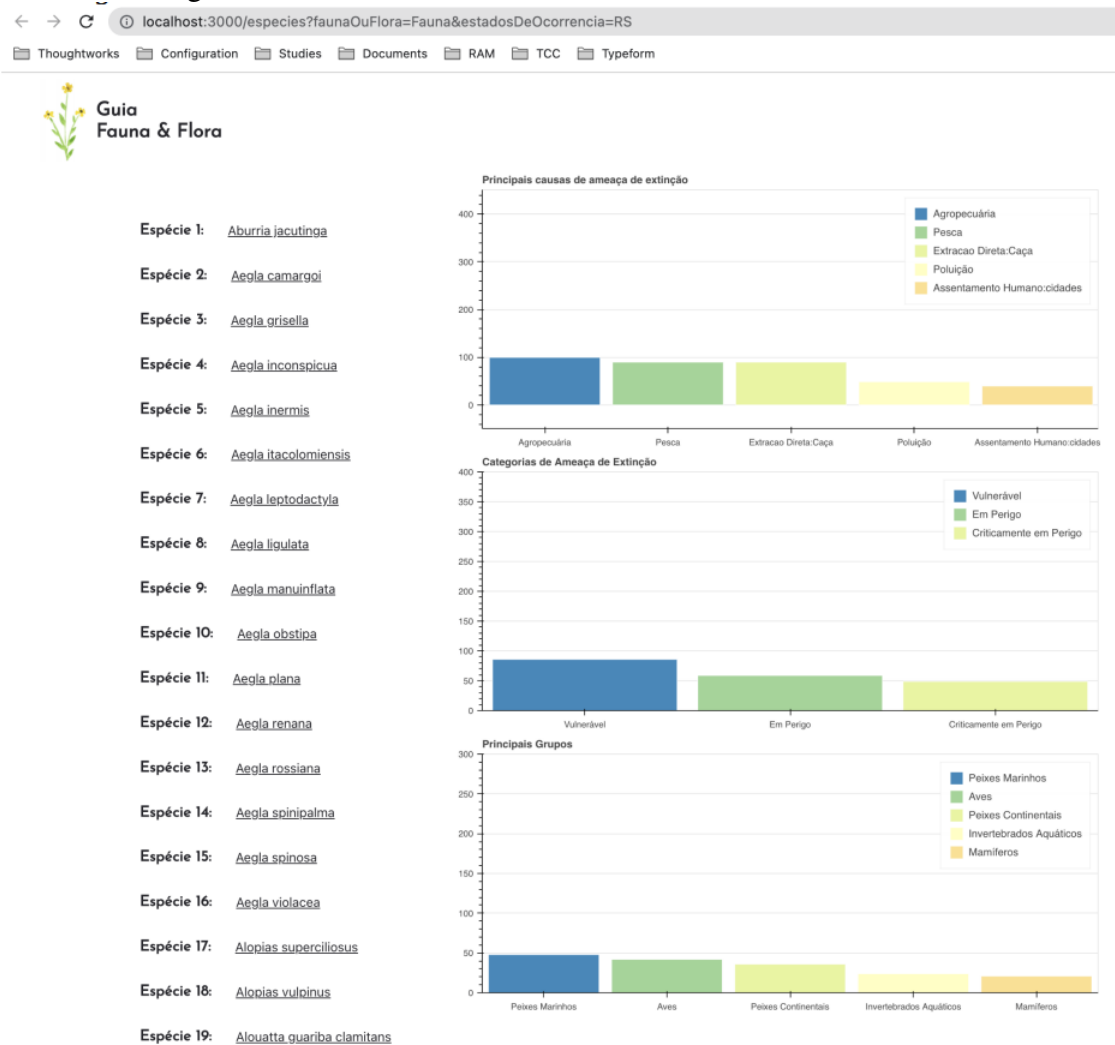 localhost:3000/especies?faunaOuFlora=Fauna&estadosDeOcorrencia=RS
Thoughtworks Configuration Studies Documents RAM TCC Typeform
Guia
Fauna & Flora
Espécie 1: Aburria jacutinga
Espécie 2: Aegla camargoi
Espécie 3: Aegla grisella
Espécie 4: Aegla inconspicua
Espécie 5: Aegla inermis
Espécie 6: Aegla itacolomiensis
Espécie 7: Aegla leptodactyla
Espécie 8: Aegla ligulata
Espécie 9: Aegla manuinflata
Espécie 10: Aegla obstipa
Espécie 11: Aegla plana
Espécie 12: Aegla renana
Espécie 13: Aegla rossiana
Espécie 14: Aegla spinipalma
Espécie 15: Aegla spinosa
Espécie 16: Aegla violacea
Espécie 17: Alopias superciliosus
Espécie 18: Alopias vulpinus
Espécie 19: Alouatta guariba clamitans
Principais causas de ameaça de extinção
400
300
200
100
0
Agropecuária
Pesca
Extracao Direta:Caça
Poluição
Assentamento Humano:cidades
Agropecuária Pesca Extracao Direta:Caça Poluição Assentamento Humano:cidades
Categorias de Ameaça de Extinção
400
350
300
250
200
150
100
50
0
Vulnerável
Em Perigo
Criticamente em Perigo
Vulnerável Em Perigo Criticamente em Perigo
Principais Grupos
300
250
200
150
100
50
0
Peixes Marinhos
Aves
Peixes Continentais
Invertebrados Aquáticos
Mamíferos
Peixes Marinhos Aves Peixes Continentais Invertebrados Aquáticos Mamíferos